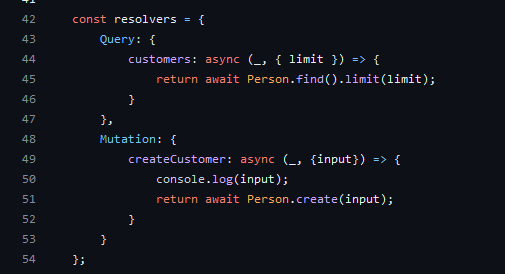 41
42 const resolvers = {
43     Query: {
44         customers: async (_, { limit }) => {
45             return await Person.find().limit(limit);
46         }
47     },
48     Mutation: {
49         createCustomer: async (_, {input}) => {
50             console.log(input);
51             return await Person.create(input);
52         }
53     }
54 };